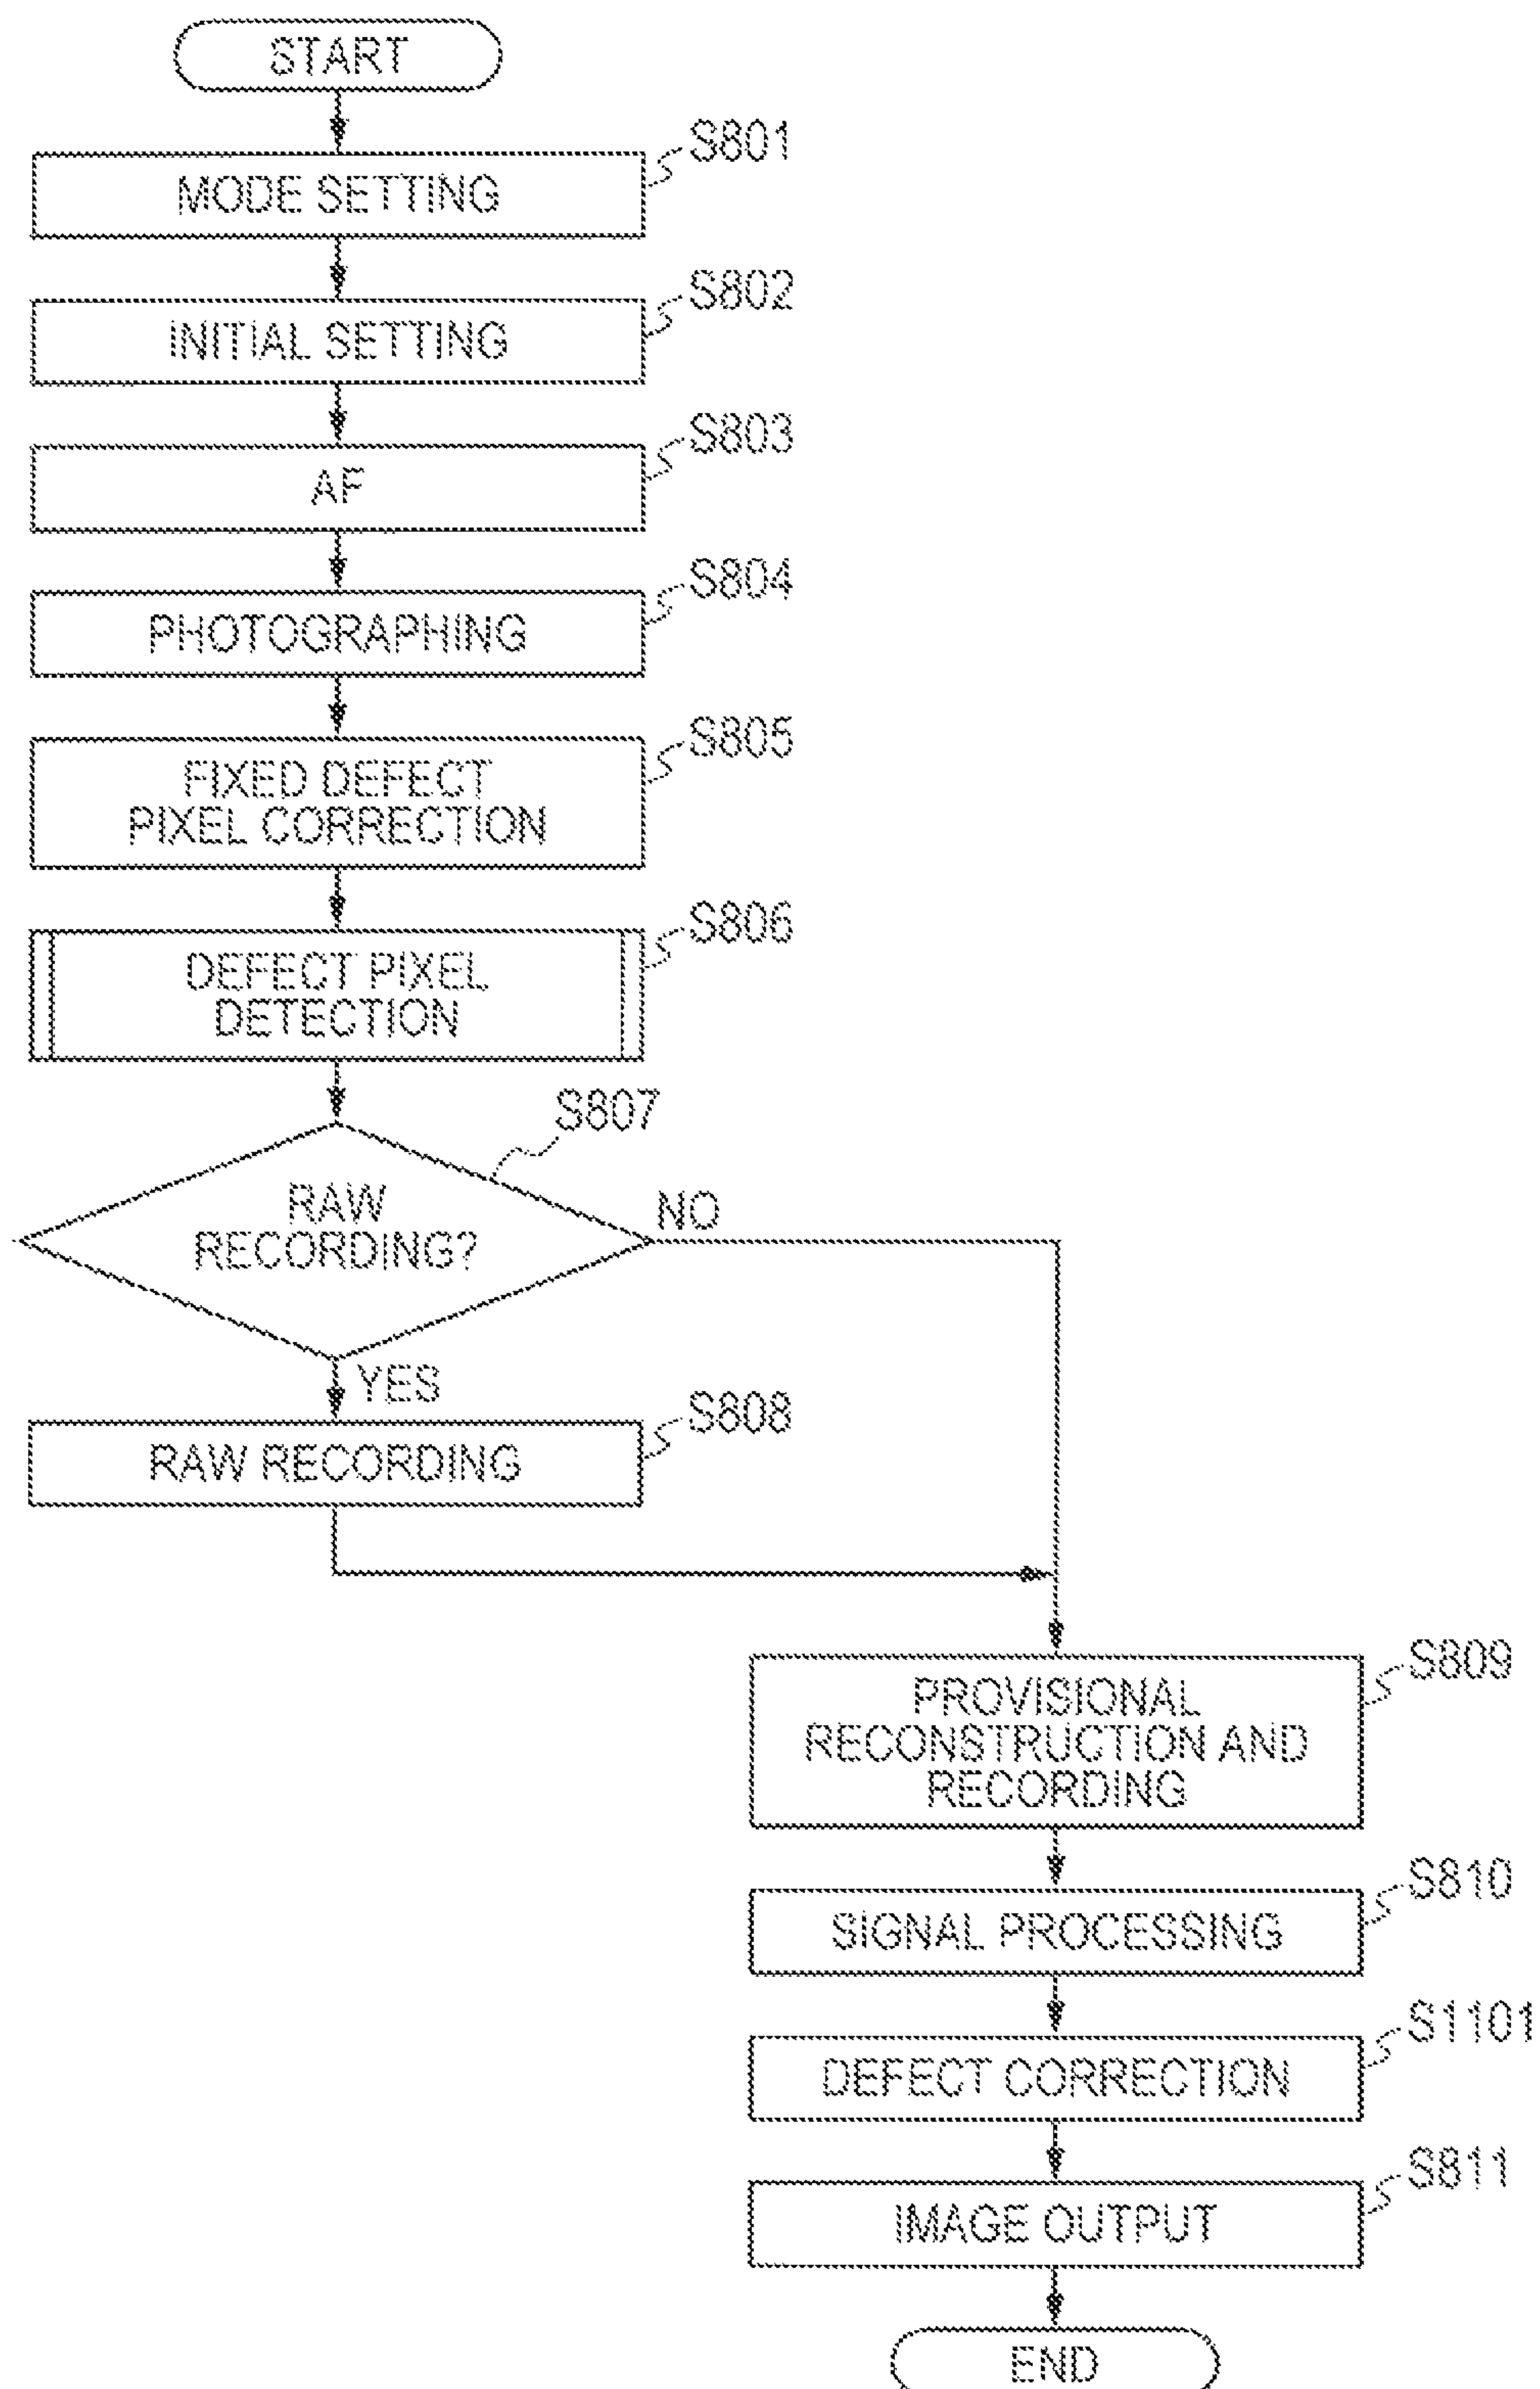 START
S801
MODE SETTING
S802
INITIAL SETTING
S803
AF
S804
PHOTOGRAPHING
S805
FIXED DEFECT
PIXEL CORRECTION
S806
DEFECT PIXEL
DETECTION
S807
RAW
RECORDING?
NO
YES
S808
RAW RECORDING
S809
PROVISIONAL
RECONSTRUCTION AND
RECORDING
S810
SIGNAL PROCESSING
S1101
DEFECT CORRECTION
S811
IMAGE OUTPUT
END